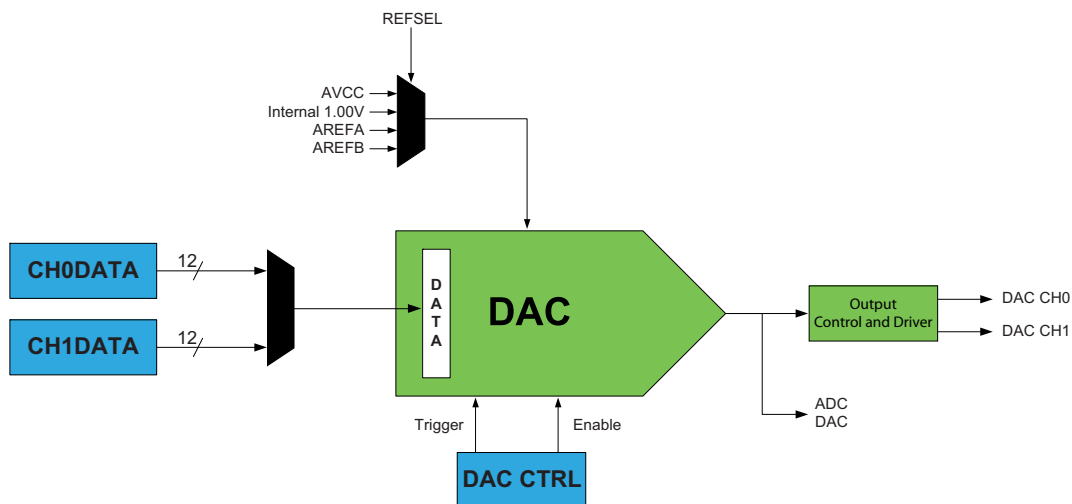 REFSEL
AVCC
Internal 1.00V
AREFA
AREFB
CH0DATA
12
CH1DATA
12
D
A
T
A
DAC
Output
Control and Driver
DAC CH0
DAC CH1
ADC
DAC
Trigger
Enable
DAC CTRL